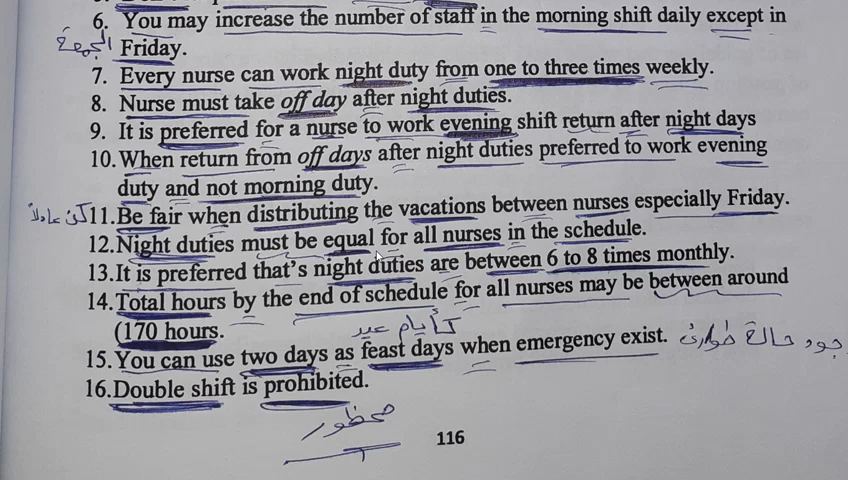 6. You may increase the number of staff in the morning shift daily except in
الجمعة Friday.
7. Every nurse can work night duty from one to three times weekly.
8. Nurse must take off day after night duties.
9. It is preferred for a nurse to work evening shift return after night days
10. When return from off days after night duties preferred to work evening
duty and not morning duty.
كن عادلاً 11. Be fair when distributing the vacations between nurses especially Friday.
12. Night duties must be equal for all nurses in the schedule.
13. It is preferred that's night duties are between 6 to 8 times monthly.
14. Total hours by the end of schedule for all nurses may be between around
(170 hours.
كأيام عيد
15. You can use two days as feast days when emergency exist. جود حالة طوارئ
16. Double shift is prohibited.
محظور
116